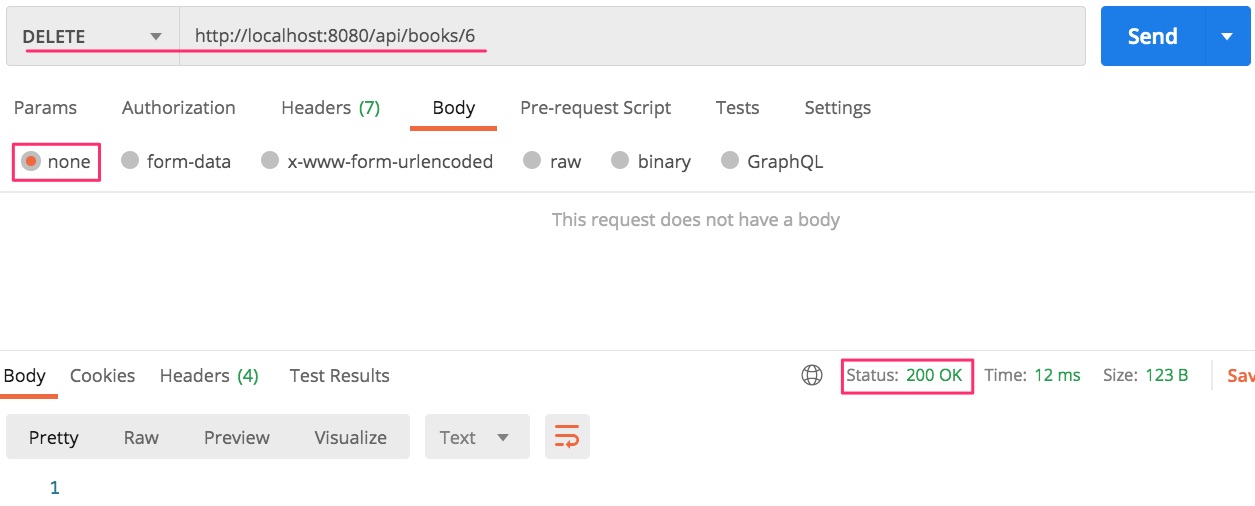 DELETE http://localhost:8080/api/books/6 Send
Params Authorization Headers (7) Body Pre-request Script Tests Settings
none form-data x-www-form-urlencoded raw binary GraphQL
This request does not have a body
Body Cookies Headers (4) Test Results Status: 200 OK Time: 12 ms Size: 123 B Sav
Pretty Raw Preview Visualize Text
1